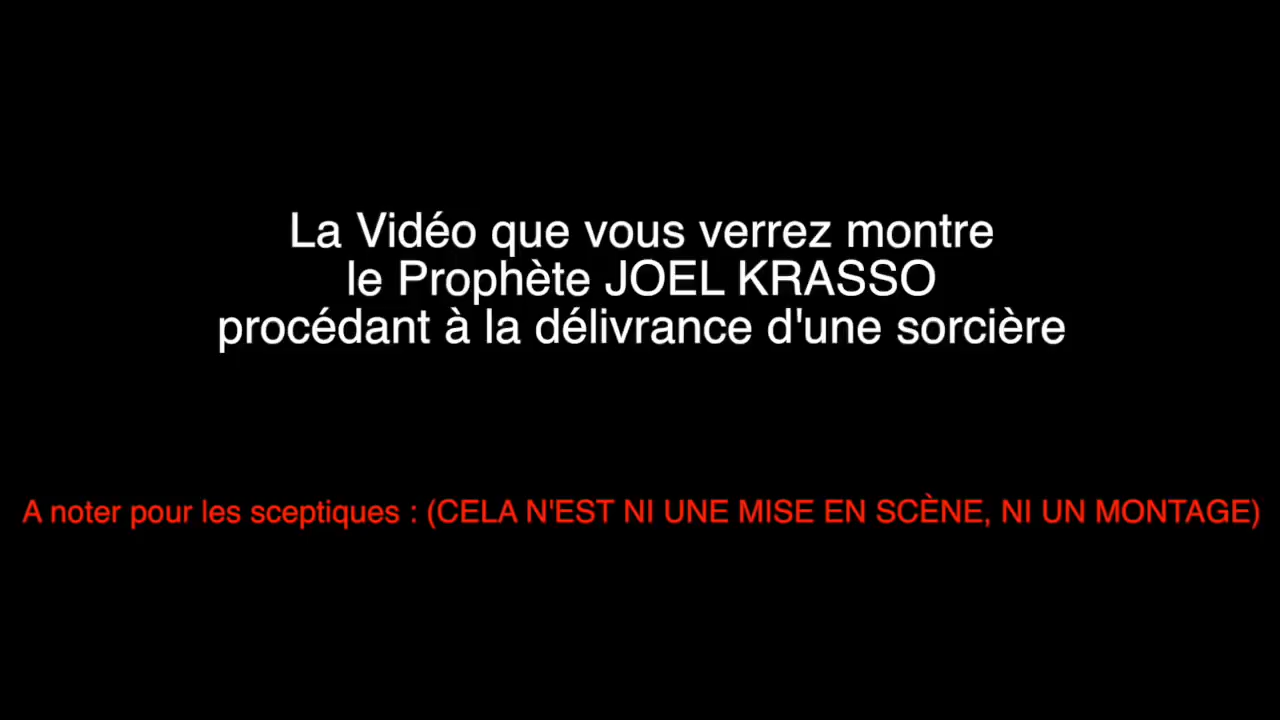 La Vidéo que vous verrez montre
le Prophète JOEL KRASSO
procédant à la délivrance d'une sorcière
A noter pour les sceptiques : (CELA N'EST NI UNE MISE EN SCÈNE, NI UN MONTAGE)